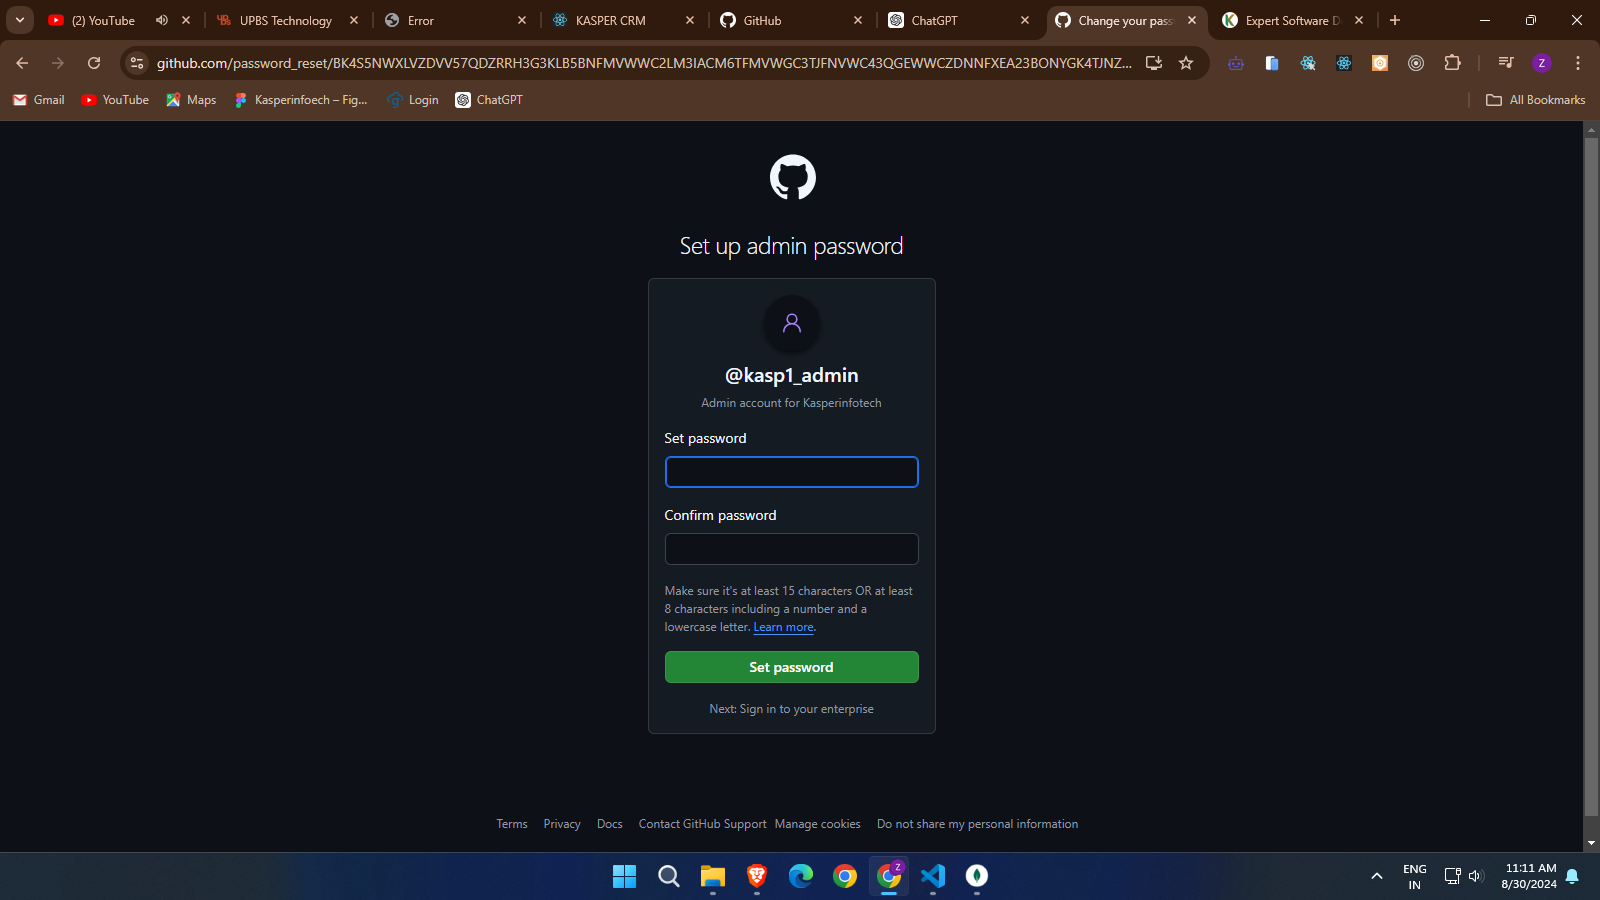 (2) YouTube
UPBS Technology
Error
KASPER CRM
GitHub
ChatGPT
Change your pass
Expert Software D
github.com/password_reset/BK4S5NWXLVZDVV57QDZRRH3G3KLB5BNFMVWWC2LM3IACM6TFMVWGC3TJFNVWC43QGEWWCZDNNFXEA23BONYGK4TJNZ...
Z
Gmail
YouTube
Maps
Kasperinfoech – Fig...
Login
ChatGPT
All Bookmarks
Set up admin password
@kasp1_admin
Admin account for Kasperinfotech
Set password
Confirm password
Make sure it's at least 15 characters OR at least
8 characters including a number and a
lowercase letter. Learn more.
Set password
Next: Sign in to your enterprise
Terms
Privacy
Docs
Contact GitHub Support
Manage cookies
Do not share my personal information
Z
ENG
IN
11:11 AM
8/30/2024